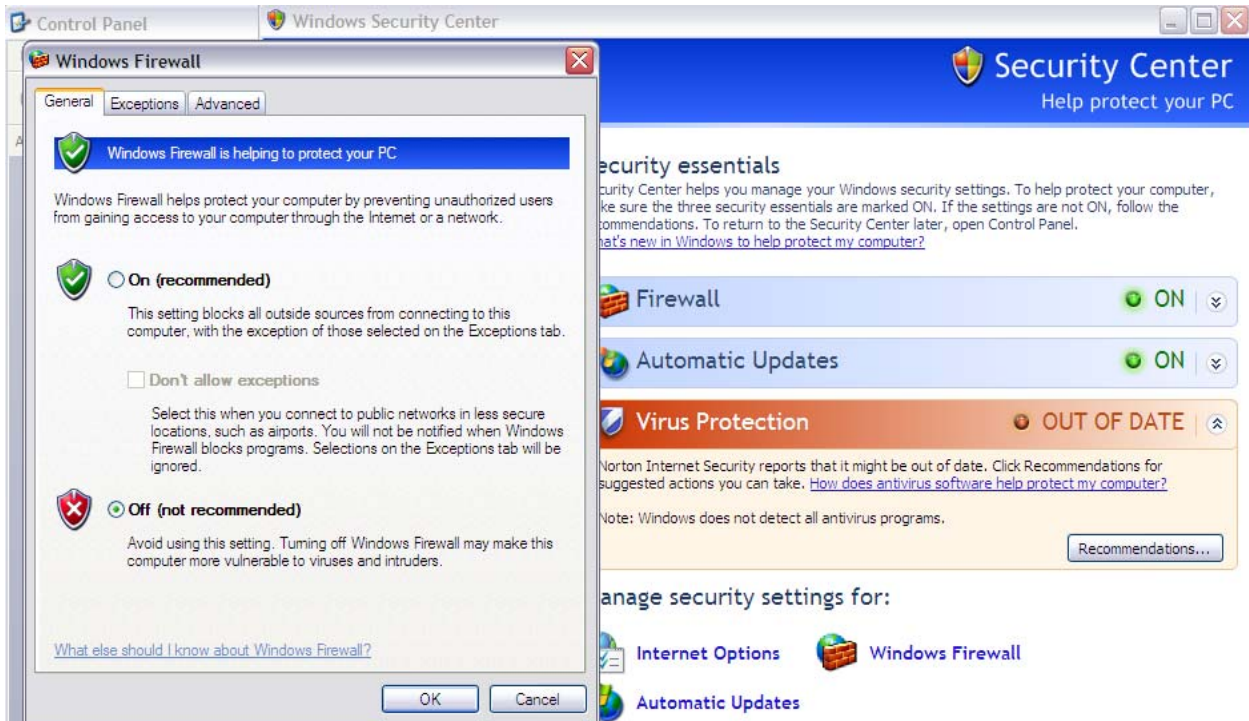 Control Panel
Windows Security Center
Windows Firewall
General
Exceptions
Advanced
Windows Firewall is helping to protect your PC
Windows Firewall helps protect your computer by preventing unauthorized users
from gaining access to your computer through the Internet or a network.
On (recommended)
This setting blocks all outside sources from connecting to this
computer, with the exception of those selected on the Exceptions tab.
Don't allow exceptions
Select this when you connect to public networks in less secure
locations, such as airports. You will not be notified when Windows
Firewall blocks programs. Selections on the Exceptions tab will be
ignored.
Off (not recommended)
Avoid using this setting. Turning off Windows Firewall may make this
computer more vulnerable to viruses and intruders.
What else should I know about Windows Firewall?
OK
Cancel
Security Center
Help protect your PC
ecurity essentials
curity Center helps you manage your Windows security settings. To help protect your computer,
ke sure the three security essentials are marked ON. If the settings are not ON, follow the
commendations. To return to the Security Center later, open Control Panel.
hat's new in Windows to help protect my computer?
Firewall ON
Automatic Updates ON
Virus Protection OUT OF DATE
Norton Internet Security reports that it might be out of date. Click Recommendations for
suggested actions you can take. How does antivirus software help protect my computer?
Note: Windows does not detect all antivirus programs.
Recommendations...
anage security settings for:
Internet Options
Windows Firewall
Automatic Updates